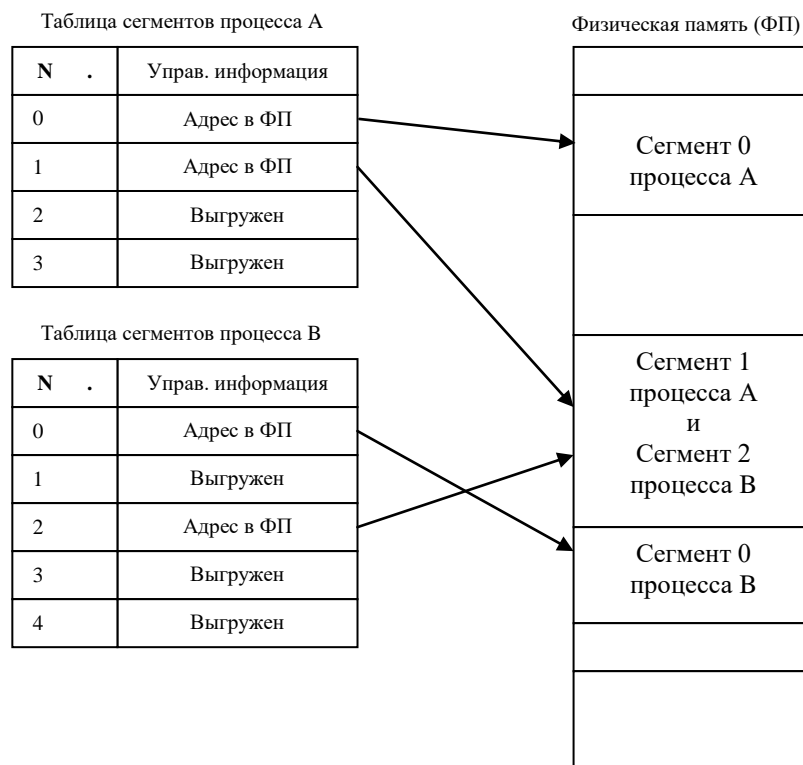 Таблица сегментов процесса А
N .
Управ. информация
0
Адрес в ФП
1
Адрес в ФП
2
Выгружен
3
Выгружен
Таблица сегментов процесса В
N .
Управ. информация
0
Адрес в ФП
1
Выгружен
2
Адрес в ФП
3
Выгружен
4
Выгружен
Физическая память (ФП)
Сегмент 0
процесса А
Сегмент 1
процесса А
и
Сегмент 2
процесса В
Сегмент 0
процесса В